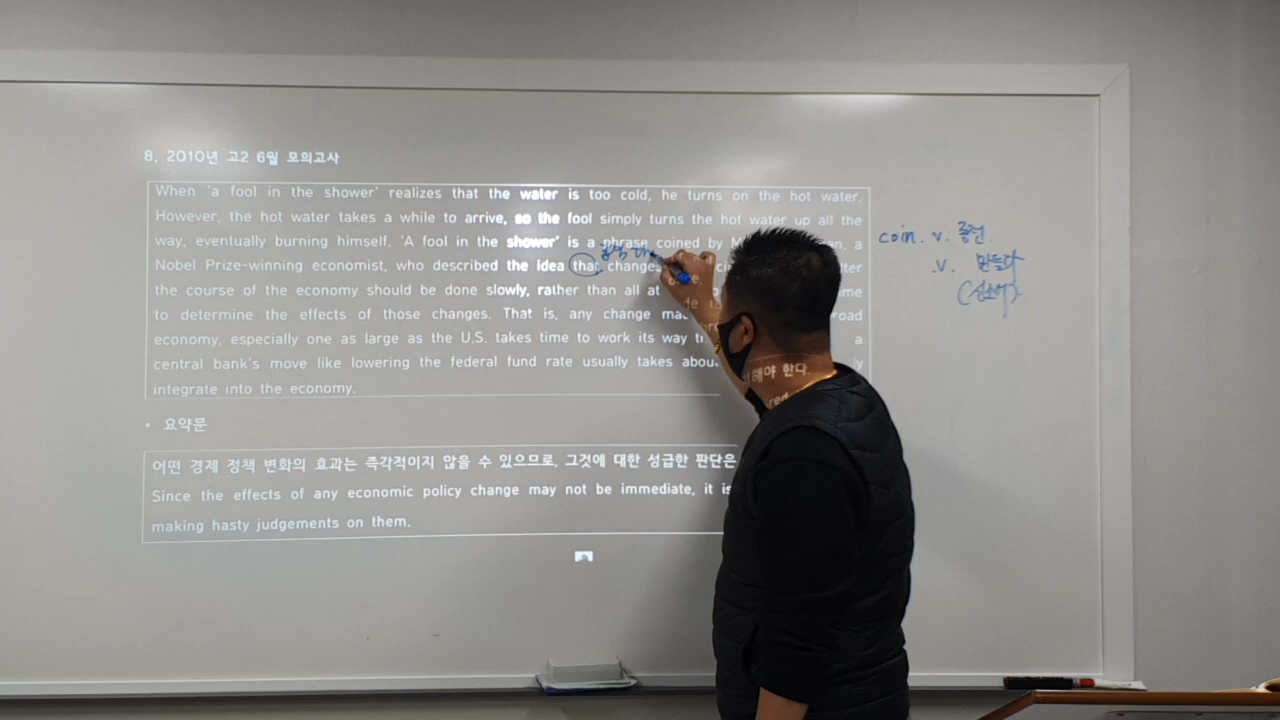 8. 2010년 고2 6월 모의고사
When 'a fool in the shower' realizes that the water is too cold, he turns on the hot water.
However, the hot water takes a while to arrive, so the fool simply turns the hot water up all the
way, eventually burning himself. 'A fool in the shower' is a phrase coined by
a
Nobel Prize-winning economist, who described the idea that changes
the course of the economy should be done slowly, rather than all at
to determine the effects of those changes. That is, any change
economy, especially one as large as the U.S. takes time to work its way
a
central bank's move like lowering the federal fund rate usually takes
integrate into the economy.
• 요약문
어떤 경제 정책 변화의 효과는 즉각적이지 않을 수 있으므로, 그것에 대한 성급한 판단은
해야 한다.
Since the effects of any economic policy change may not be immediate, it is
making hasty judgements on them.
coin. v.
.v. 만들다